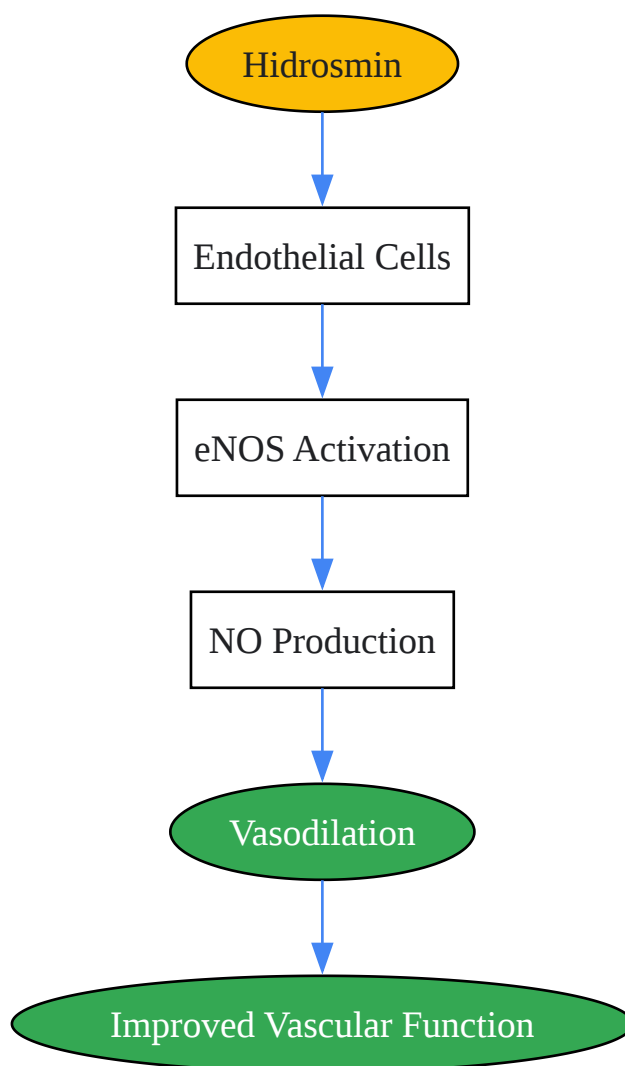 Hidrosmin
Endothelial Cells
eNOS Activation
NO Production
Vasodilation
Improved Vascular Function